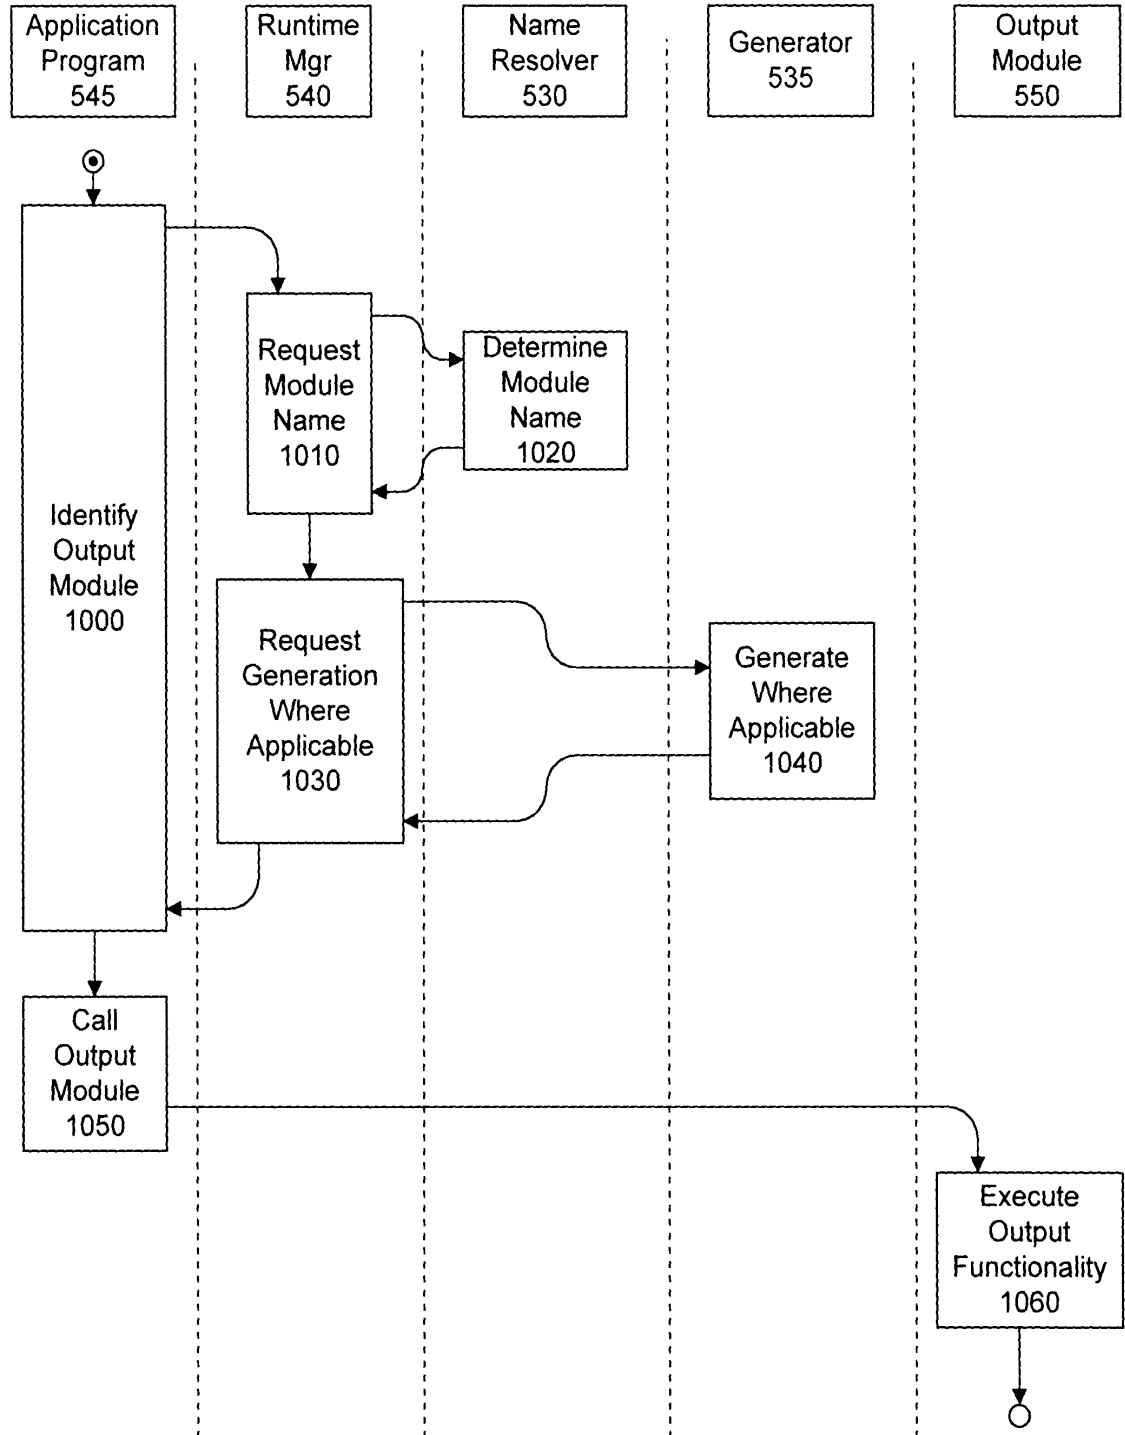 Application
Program
545
Runtime
Mgr
540
Name
Resolver
530
Generator
535
Output
Module
550
Identify
Output
Module
1000
Request
Module
Name
1010
Determine
Module
Name
1020
Request
Generation
Where
Applicable
1030
Generate
Where
Applicable
1040
Call
Output
Module
1050
Execute
Output
Functionality
1060